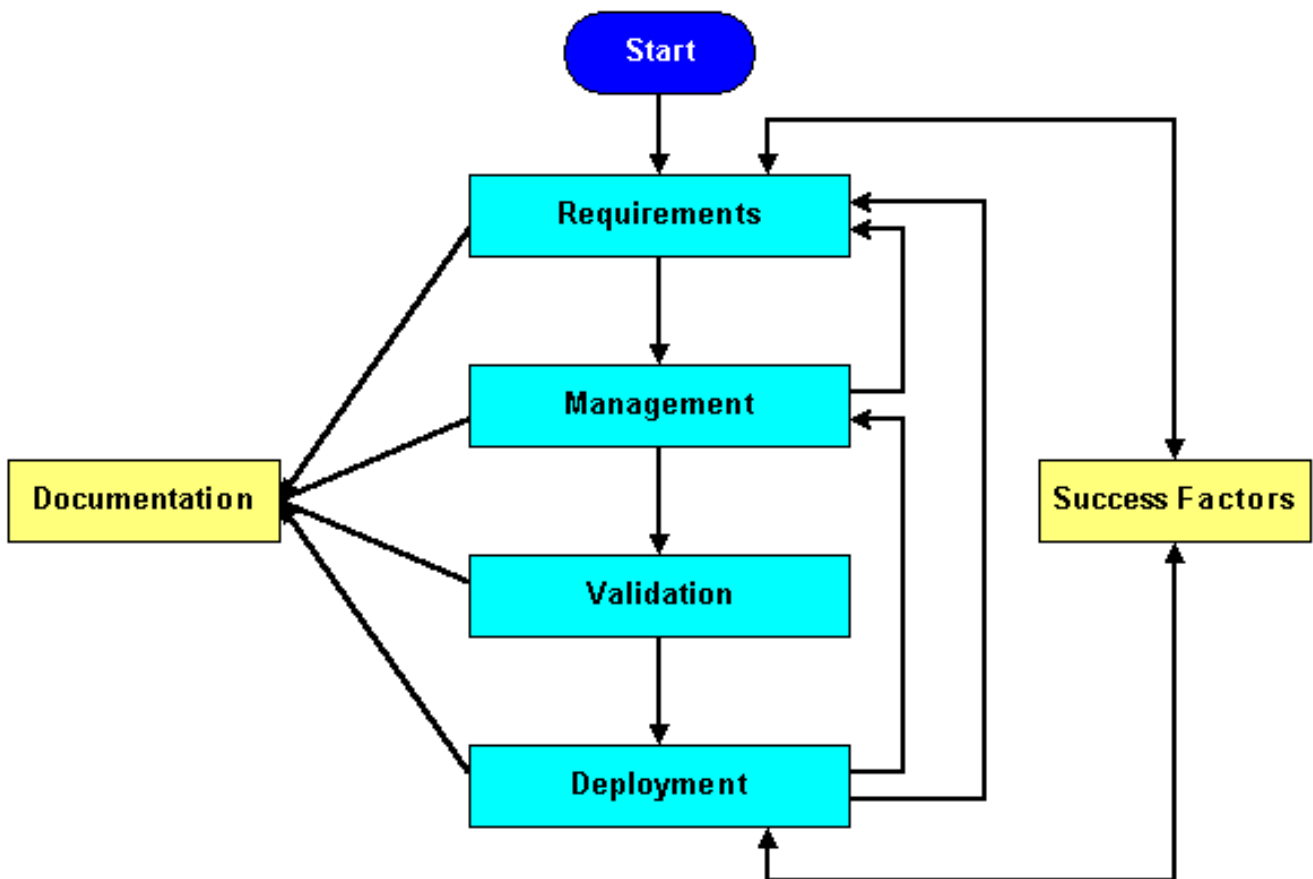 Start
Requirements
Management
Documentation
Success Factors
Validation
Deployment